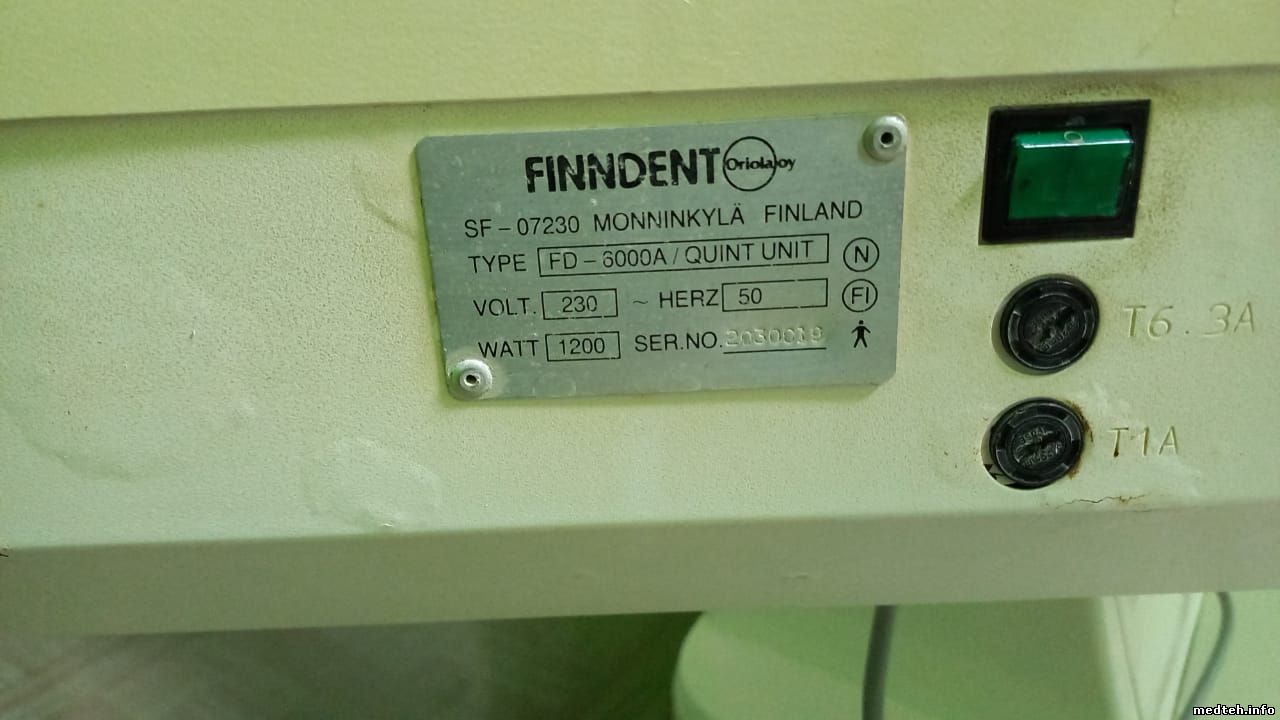 FINNDENT Oriola oy
SF-07230 MONNINKYLÄ FINLAND
TYPE FD-6000A/QUINT UNIT N
VOLT. 230 ~ HERZ 50 FI
WATT 1200 SER.NO. 2030019
T6.3A
T1A
medteh.info